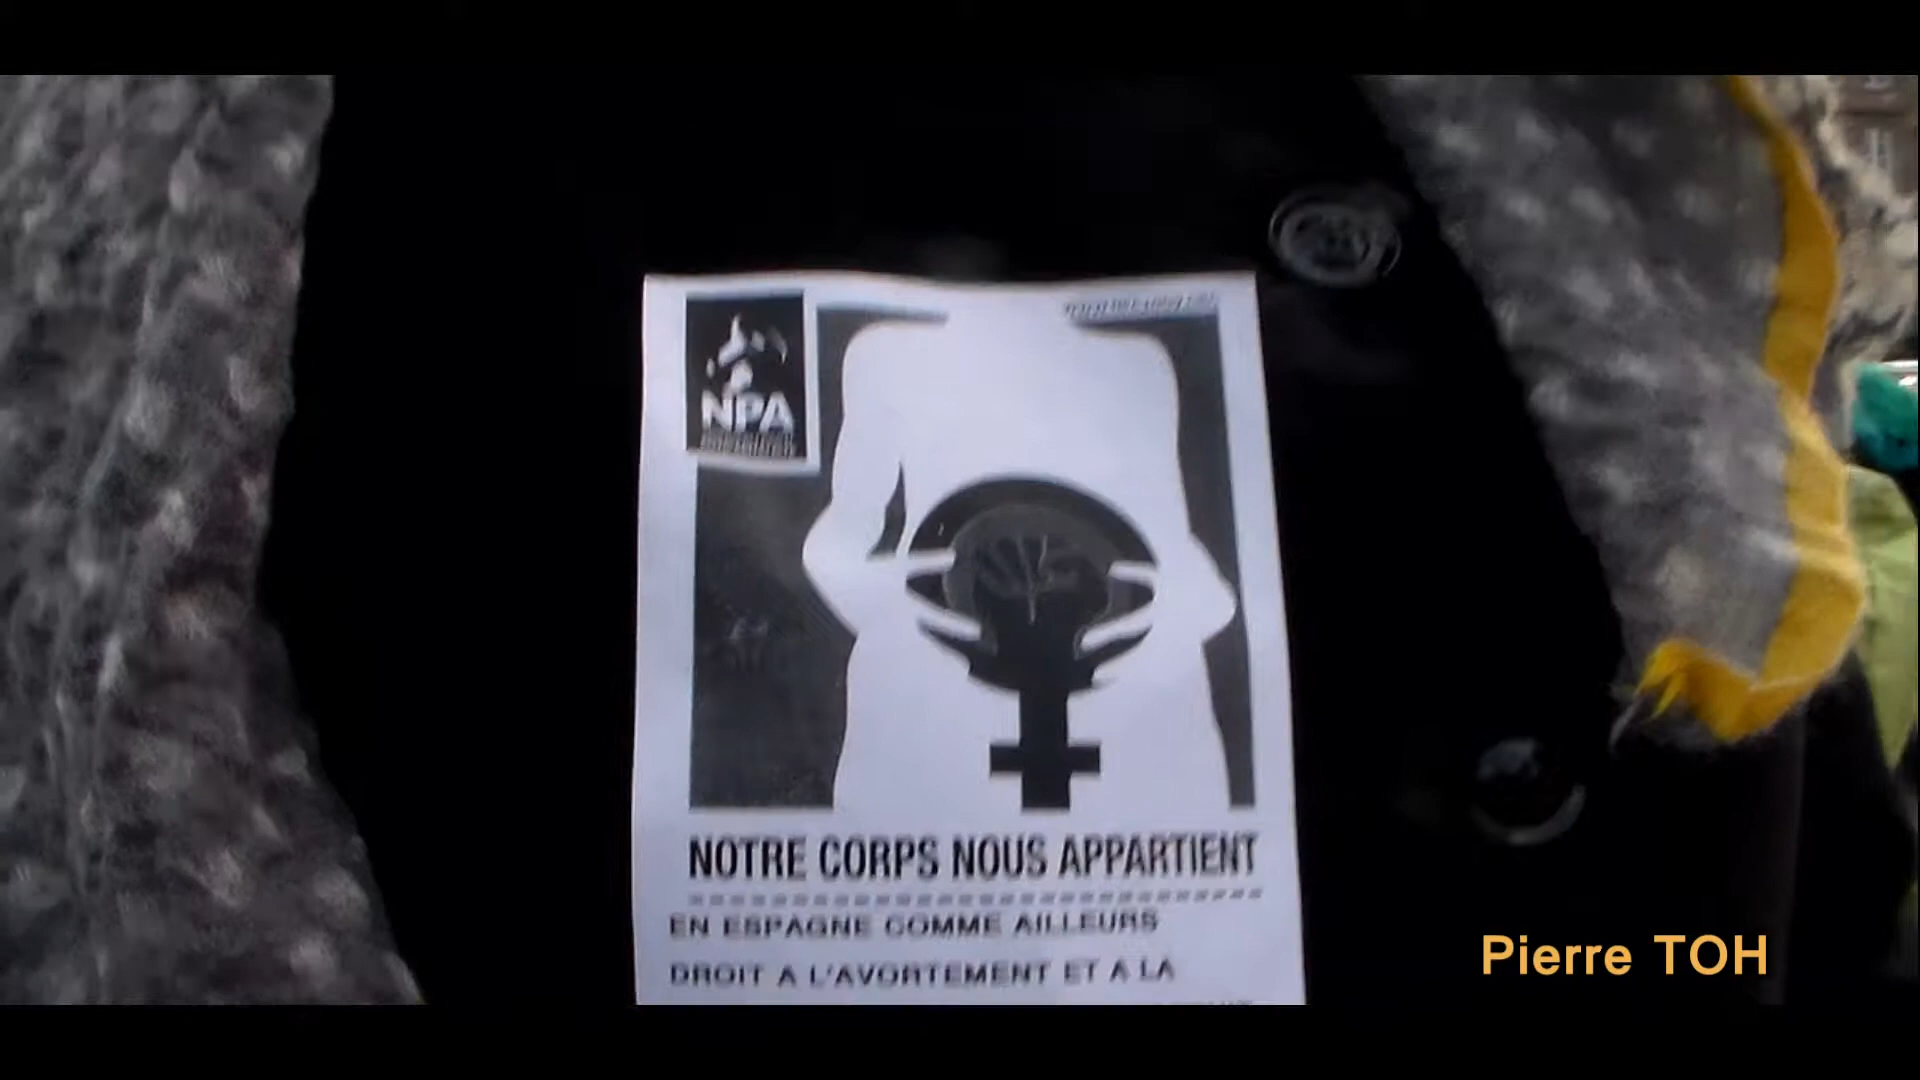 NPA
NOTRE CORPS NOUS APPARTIENT
EN ESPAGNE COMME AILLEURS
DROIT A L'AVORTEMENT ET A LA
Pierre TOH